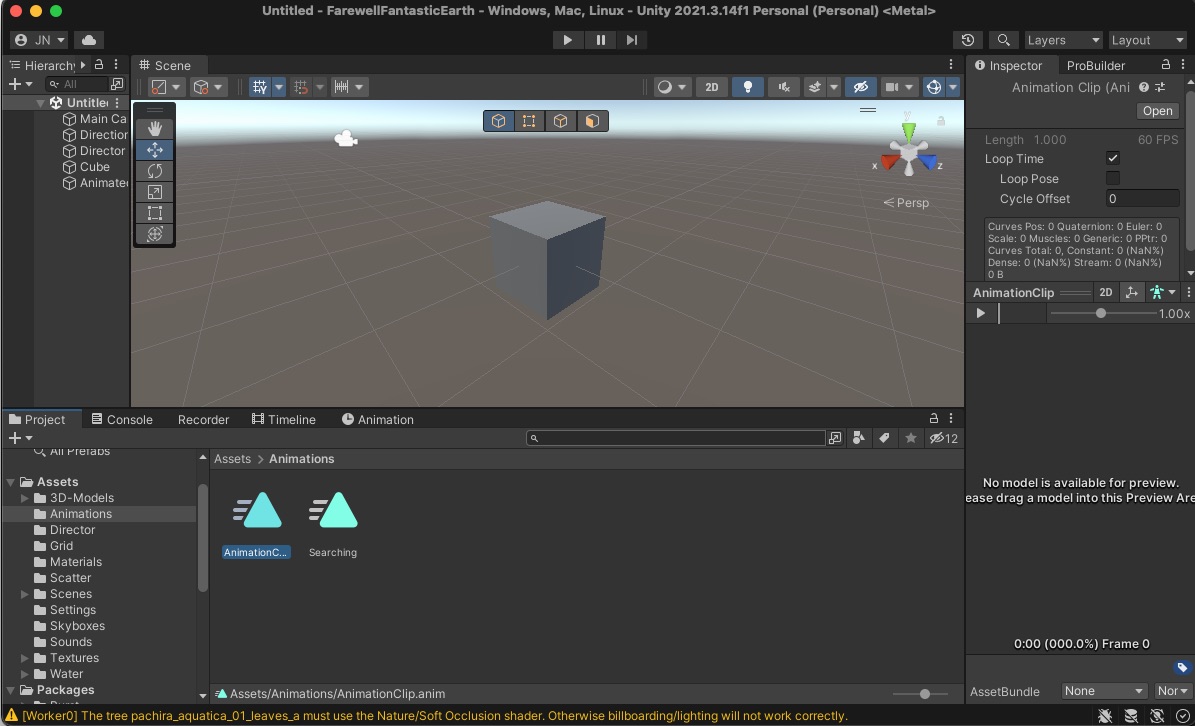 Untitled - FarewellFantasticEarth - Windows, Mac, Linux - Unity 2021.3.14f1 Personal (Personal) <Metal>
JN
Layers
Layout
Hierarchy
Scene
Inspector
ProBuilder
All
2D
Animation Clip (Ani
Open
Untitled
Main Ca
Direction
Director
Cube
Animated
x
y
z
Persp
Length 1.000 60 FPS
Loop Time
Loop Pose
Cycle Offset 0
Curves Pos: 0 Quaternion: 0 Euler: 0
Scale: 0 Muscles: 0 Generic: 0 PPtr: 0
Curves Total: 0, Constant: 0 (NaN%)
Dense: 0 (NaN%) Stream: 0 (NaN%)
0 B
AnimationClip 2D
1.00x
Project
Console
Recorder
Timeline
Animation
12
All Prefabs
Assets
3D-Models
Animations
Director
Grid
Materials
Scatter
Scenes
Settings
Skyboxes
Sounds
Textures
Water
Packages
Assets > Animations
AnimationC...
Searching
Assets/Animations/AnimationClip.anim
No model is available for preview.
ease drag a model into this Preview Are
0:00 (000.0%) Frame 0
AssetBundle None Nor
[Worker0] The tree pachira_aquatica_01_leaves_a must use the Nature/Soft Occlusion shader. Otherwise billboarding/lighting will not work correctly.